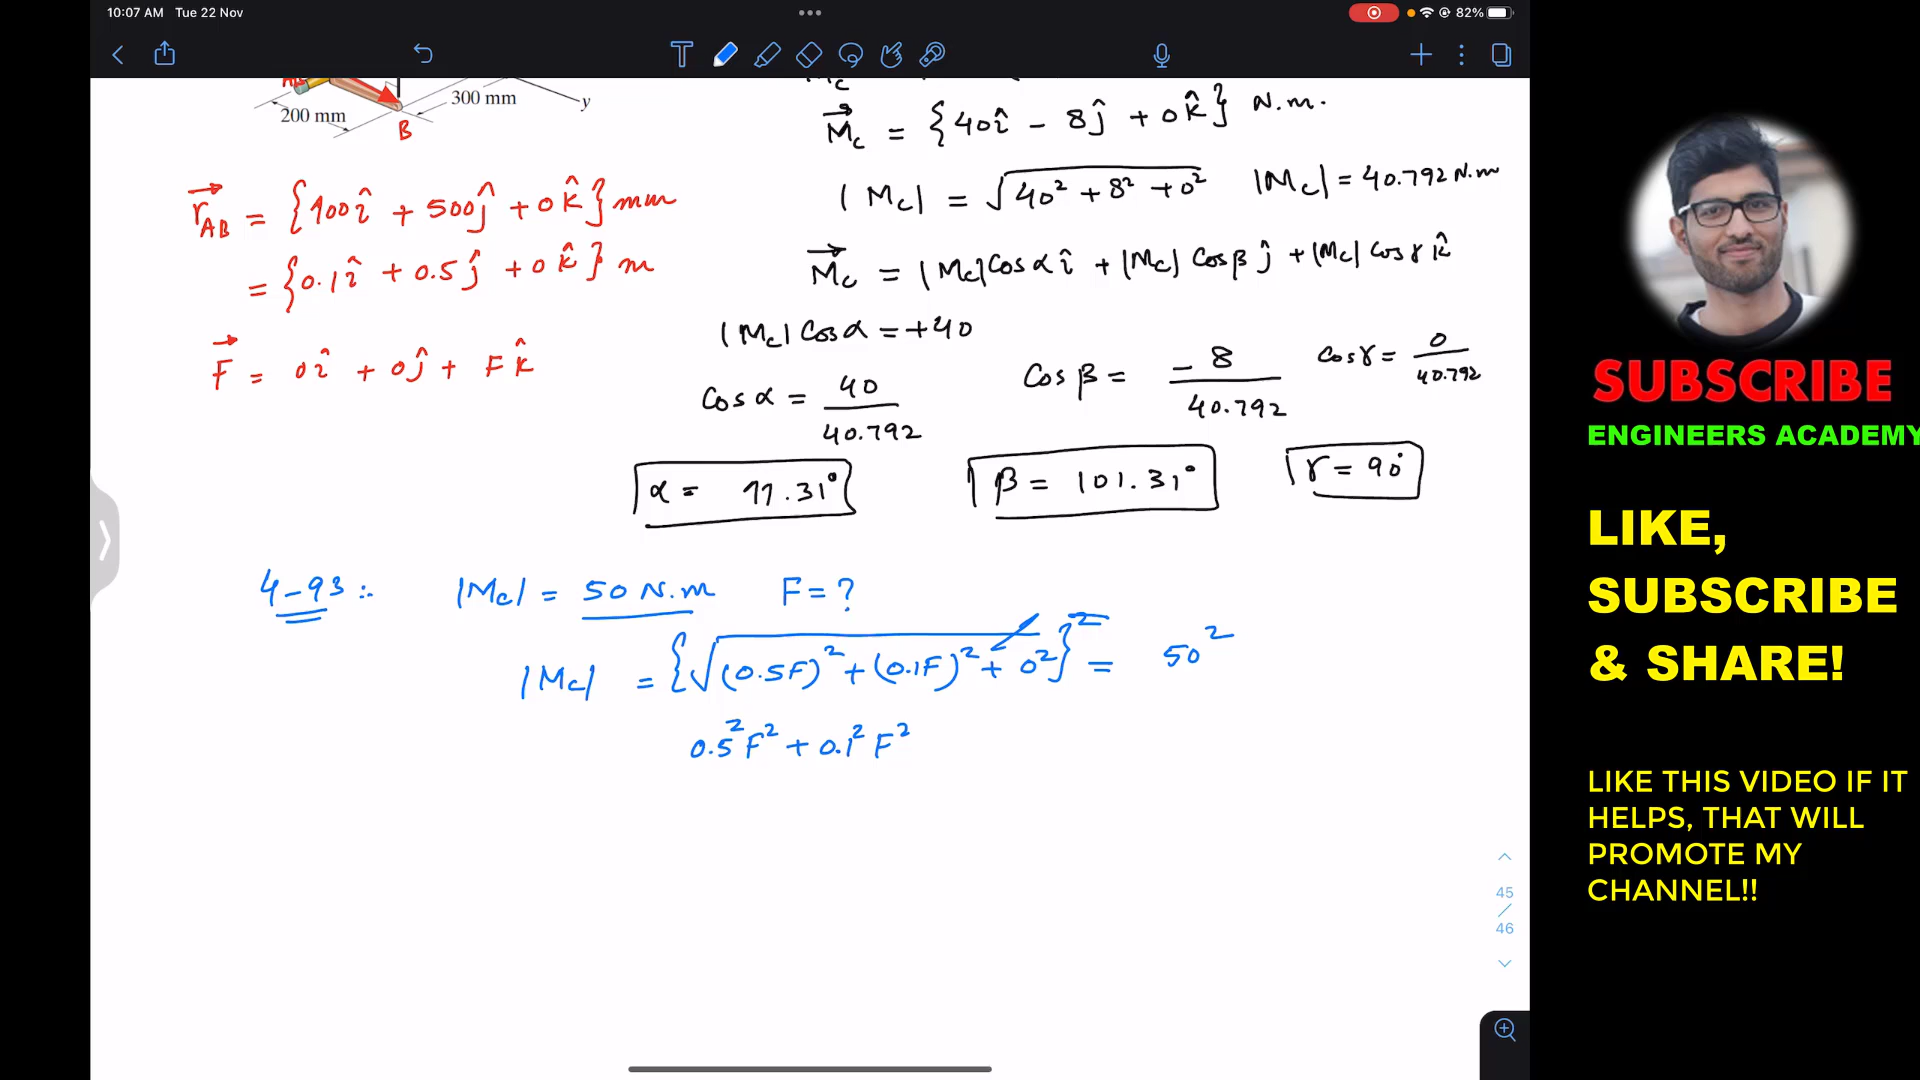 10:07 AM Tue 22 Nov
82%
200 mm
300 mm
y
B
M⃗c = {40î − 8ĵ + 0k̂} N.m.
|Mc| = √(40² + 8² + 0²) |Mc| = 40.792 N.m
M⃗c = |Mc| cos α î + |Mc| cos β ĵ + |Mc| cos γ k̂
|Mc| cos α = +40
cos α = 40/40.792
cos β = −8/40.792
cos γ = 0/40.792
α = 11.31°
β = 101.31°
γ = 90°
r⃗AB = {100î + 500ĵ + 0k̂} mm
= {0.1î + 0.5ĵ + 0k̂} m
F⃗ = 0î + 0ĵ + Fk̂
4-93:- |Mc| = 50 N.m F = ?
|Mc| = {√((0.5F)² + (0.1F)² + 0²)}² = 50²
0.5²F² + 0.1²F²
45
/
46
SUBSCRIBE
ENGINEERS ACADEMY
LIKE,
SUBSCRIBE
& SHARE!
LIKE THIS VIDEO IF IT
HELPS, THAT WILL
PROMOTE MY
CHANNEL!!